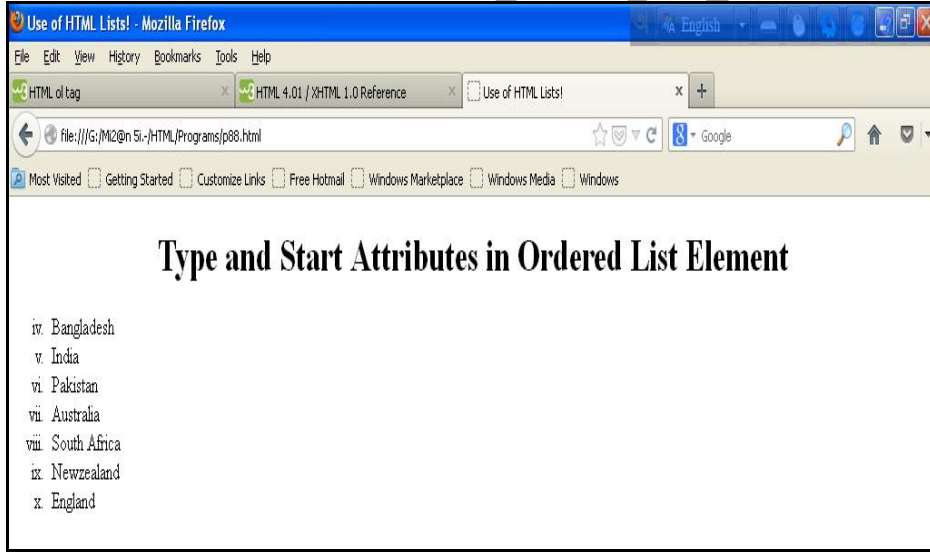 Use of HTML Lists! - Mozilla Firefox
English
File Edit View History Bookmarks Tools Help
HTML ol tag
HTML 4.01 / XHTML 1.0 Reference
Use of HTML Lists!
file:///G:/Mi2@n 5i.-/HTML/Programs/p88.html
Google
Most Visited Getting Started Customize Links Free Hotmail Windows Marketplace Windows Media Windows
Type and Start Attributes in Ordered List Element
iv. Bangladesh
v. India
vi. Pakistan
vii. Australia
viii. South Africa
ix. Newzealand
x. England